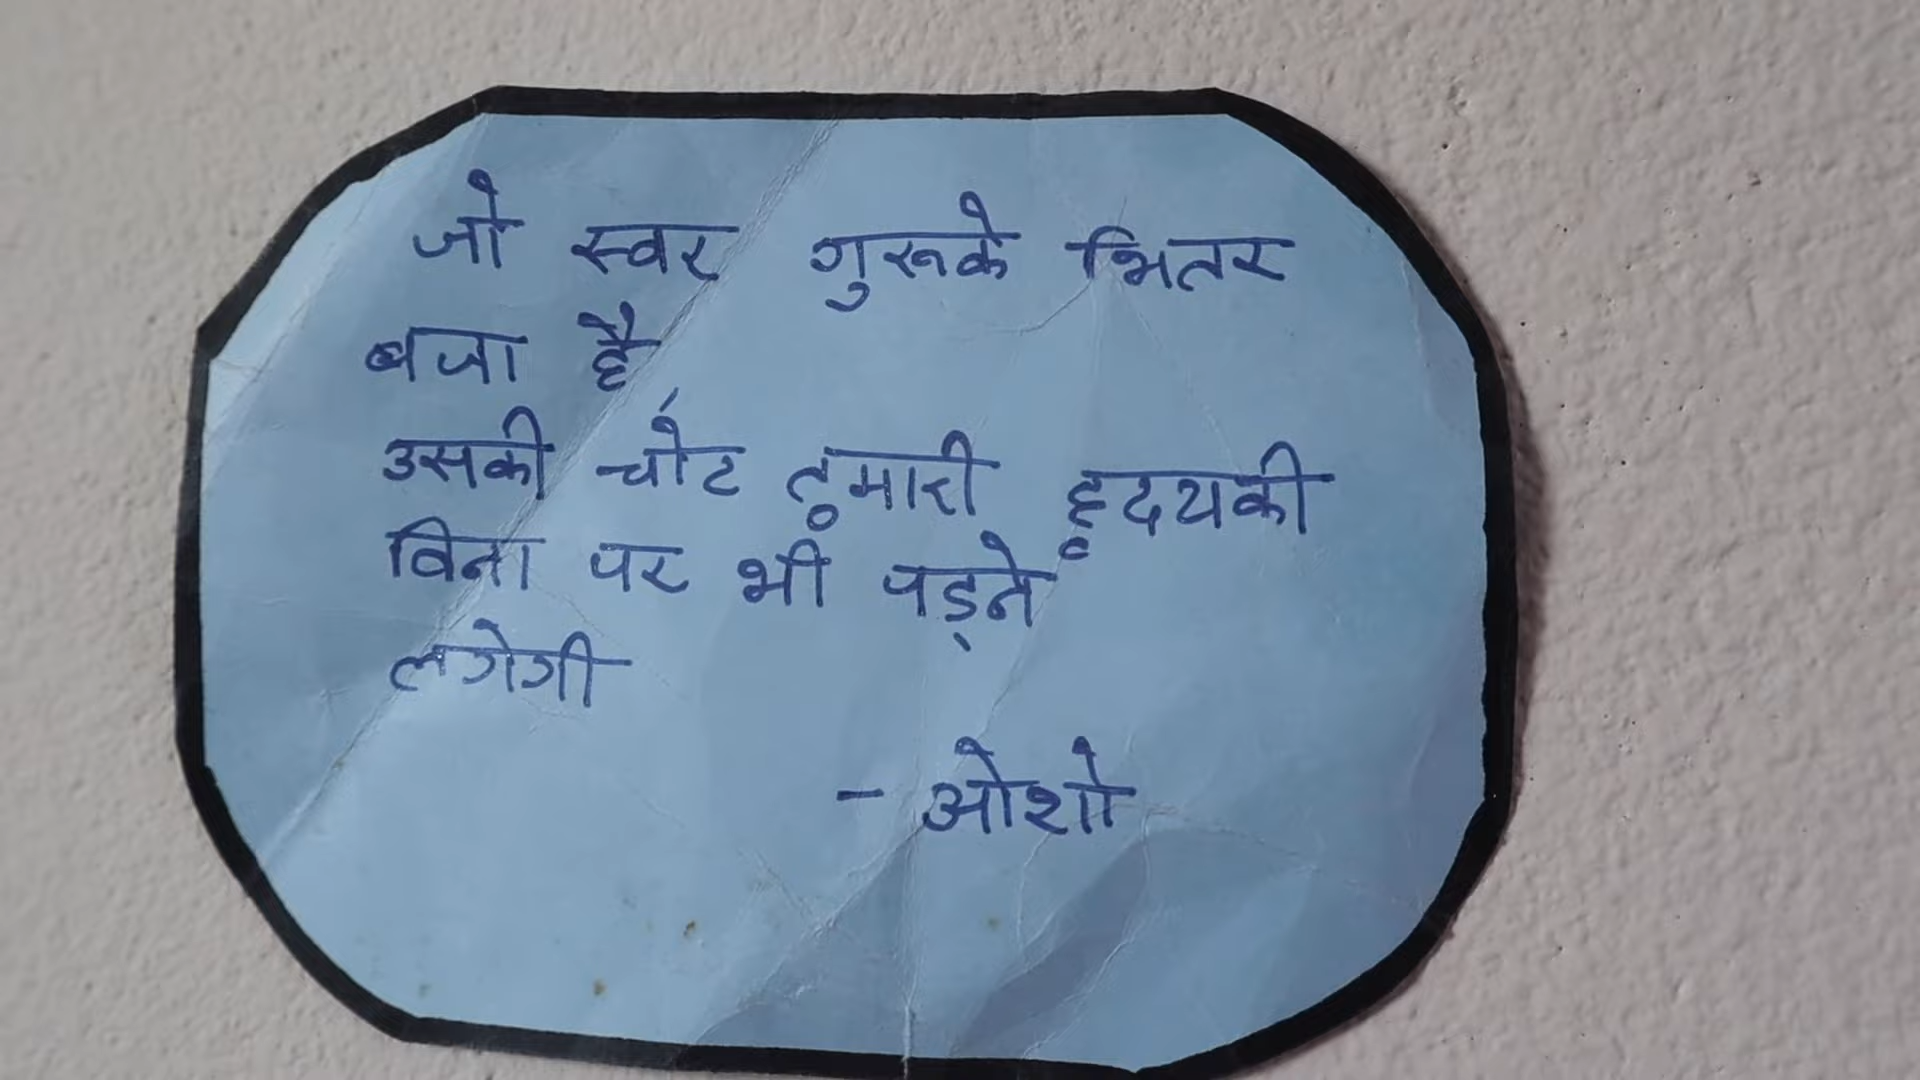 जो स्वर गुरूके भितर
बजा है
उसकी चोट तुमारी हृदयकी
विना पर भी पड्ने
लगेगी
- ओशो